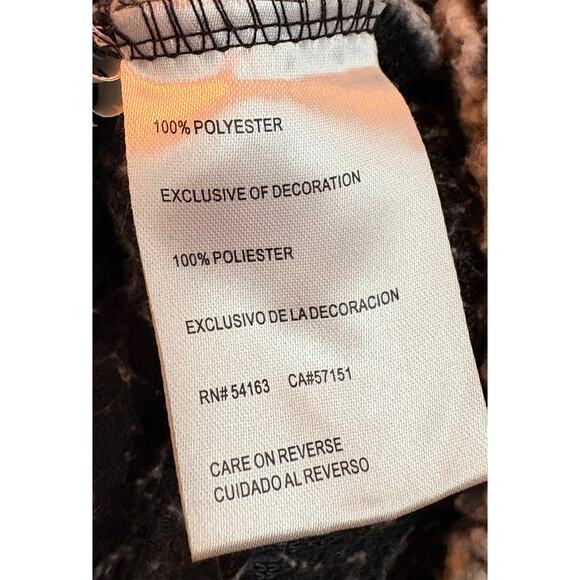 100% POLYESTER
EXCLUSIVE OF DECORATION
100% POLIESTER
EXCLUSIVO DE LA DECORACION
RN# 54163 CA#57151
CARE ON REVERSE
CUIDADO AL REVERSO